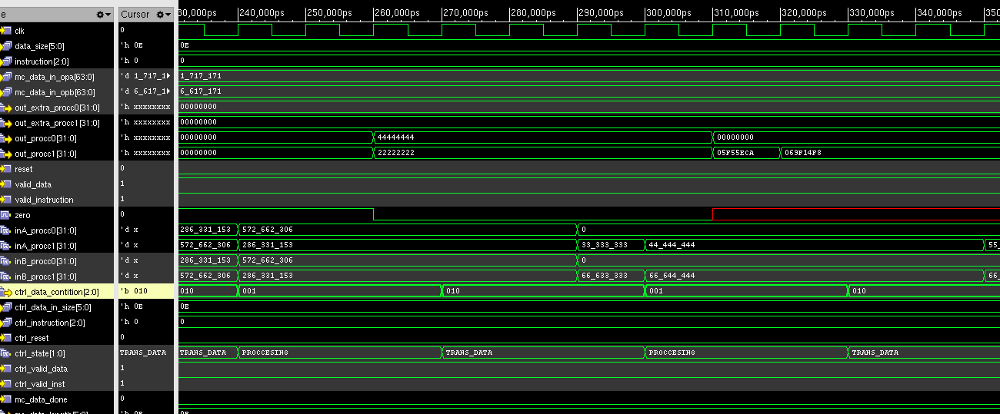 e Cursor 30,000ps 240,000ps 250,000ps 260,000ps 270,000ps 280,000ps 290,000ps 300,000ps 310,000ps 320,000ps 330,000ps 340,000ps 350
clk 0
data_size[5:0] 'h 0E 0E
instruction[2:0] 'h 0 0
mc_data_in_opa[63:0] 'd 1_717_1 1_717_171
mc_data_in_opb[63:0] 'd 6_617_1 6_617_171
out_extra_procc0[31:0] 'h xxxxxxxx 00000000
out_extra_procc1[31:0] 'h xxxxxxxx 00000000
out_procc0[31:0] 'h xxxxxxxx 00000000 44444444 00000000
out_procc1[31:0] 'h xxxxxxxx 00000000 22222222 05F55ECA 069F14F8
reset 0
valid_data 1
valid_instruction 1
zero 0
inA_procc0[31:0] 'd x 286_331_153 572_662_306 0
inA_procc1[31:0] 'd x 572_662_306 286_331_153 33_333_333 44_444_444 55_
inB_procc0[31:0] 'd x 286_331_153 572_662_306 0
inB_procc1[31:0] 'd x 572_662_306 286_331_153 66_633_333 66_644_444 66_
ctrl_data_contition[2:0] 'b 010 010 001 010 001 010
ctrl_data_in_size[5:0] 'h 0E 0E
ctrl_instruction[2:0] 'h 0 0
ctrl_reset 0
ctrl_state[1:0] TRANS_DATA TRANS_DATA PROCCESING TRANS_DATA PROCCESING TRANS_DATA
ctrl_valid_data 1
ctrl_valid_inst 1
mc_data_done 0